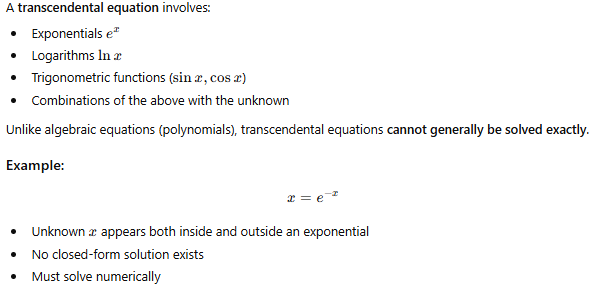 A transcendental equation involves:
• Exponentials eˣ
• Logarithms ln x
• Trigonometric functions (sin x, cos x)
• Combinations of the above with the unknown
Unlike algebraic equations (polynomials), transcendental equations cannot generally be solved exactly.
Example:
x = e⁻ˣ
• Unknown x appears both inside and outside an exponential
• No closed-form solution exists
• Must solve numerically